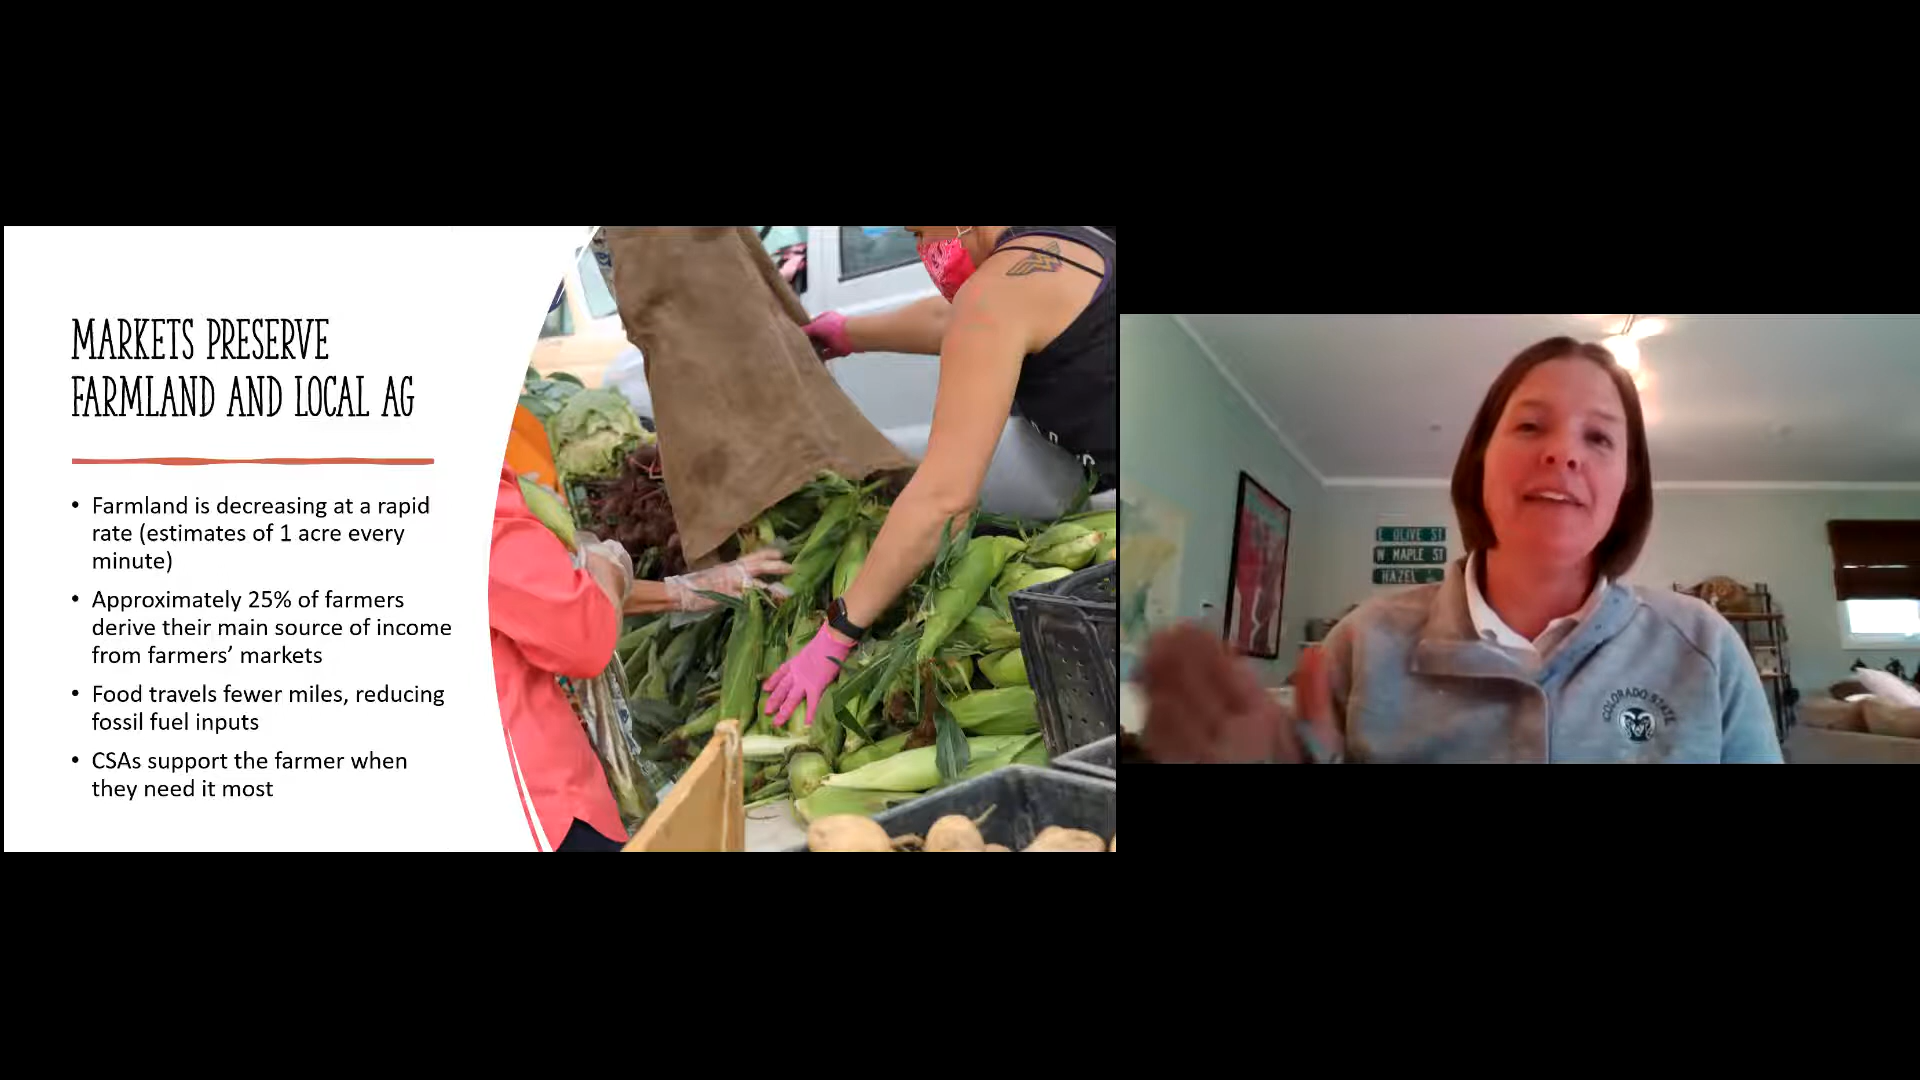 MARKETS PRESERVE
FARMLAND AND LOCAL AG
• Farmland is decreasing at a rapid
rate (estimates of 1 acre every
minute)
• Approximately 25% of farmers
derive their main source of income
from farmers’ markets
• Food travels fewer miles, reducing
fossil fuel inputs
• CSAs support the farmer when
they need it most
E OLIVE ST
W MAPLE ST
HAZEL
COLORADO STATE